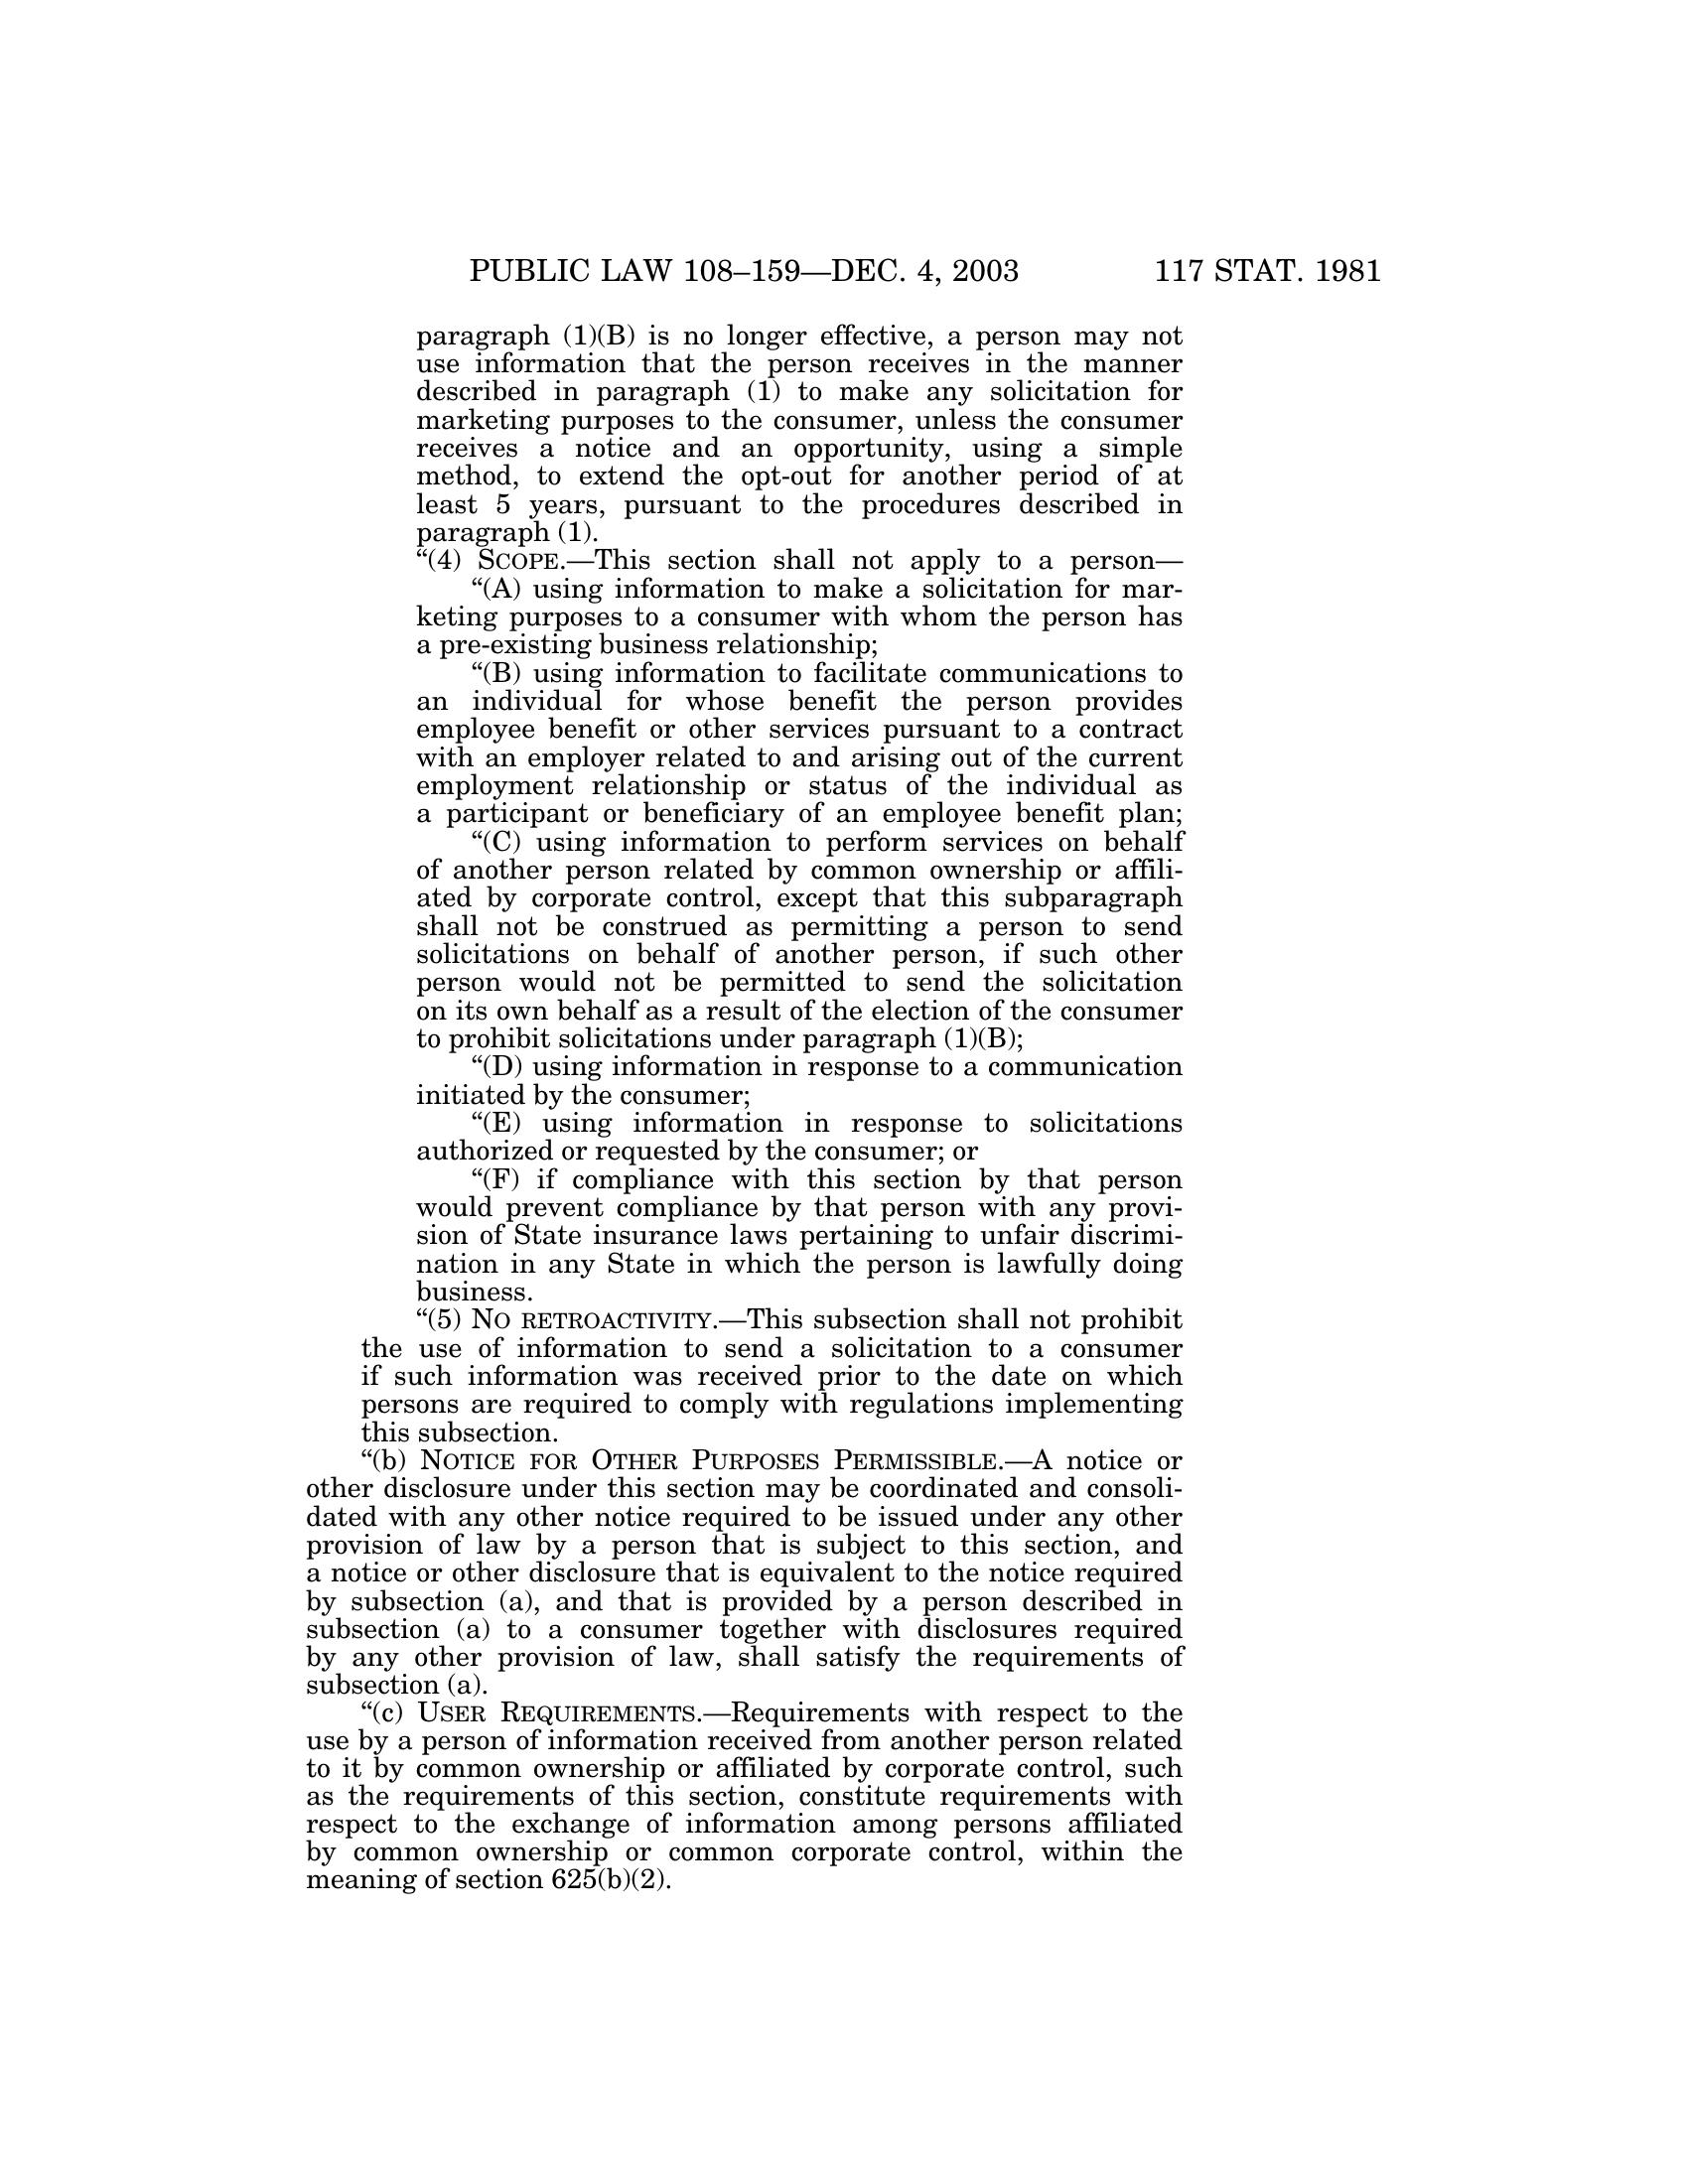 PUBLIC LAW 108–159—DEC. 4, 2003 117 STAT. 1981
paragraph (1)(B) is no longer effective, a person may not
use information that the person receives in the manner
described in paragraph (1) to make any solicitation for
marketing purposes to the consumer, unless the consumer
receives a notice and an opportunity, using a simple
method, to extend the opt-out for another period of at
least 5 years, pursuant to the procedures described in
paragraph (1).
“(4) SCOPE.—This section shall not apply to a person—
“(A) using information to make a solicitation for mar-
keting purposes to a consumer with whom the person has
a pre-existing business relationship;
“(B) using information to facilitate communications to
an individual for whose benefit the person provides
employee benefit or other services pursuant to a contract
with an employer related to and arising out of the current
employment relationship or status of the individual as
a participant or beneficiary of an employee benefit plan;
“(C) using information to perform services on behalf
of another person related by common ownership or affili-
ated by corporate control, except that this subparagraph
shall not be construed as permitting a person to send
solicitations on behalf of another person, if such other
person would not be permitted to send the solicitation
on its own behalf as a result of the election of the consumer
to prohibit solicitations under paragraph (1)(B);
“(D) using information in response to a communication
initiated by the consumer;
“(E) using information in response to solicitations
authorized or requested by the consumer; or
“(F) if compliance with this section by that person
would prevent compliance by that person with any provi-
sion of State insurance laws pertaining to unfair discrimi-
nation in any State in which the person is lawfully doing
business.
“(5) NO RETROACTIVITY.—This subsection shall not prohibit
the use of information to send a solicitation to a consumer
if such information was received prior to the date on which
persons are required to comply with regulations implementing
this subsection.
“(b) NOTICE FOR OTHER PURPOSES PERMISSIBLE.—A notice or
other disclosure under this section may be coordinated and consoli-
dated with any other notice required to be issued under any other
provision of law by a person that is subject to this section, and
a notice or other disclosure that is equivalent to the notice required
by subsection (a), and that is provided by a person described in
subsection (a) to a consumer together with disclosures required
by any other provision of law, shall satisfy the requirements of
subsection (a).
“(c) USER REQUIREMENTS.—Requirements with respect to the
use by a person of information received from another person related
to it by common ownership or affiliated by corporate control, such
as the requirements of this section, constitute requirements with
respect to the exchange of information among persons affiliated
by common ownership or common corporate control, within the
meaning of section 625(b)(2).